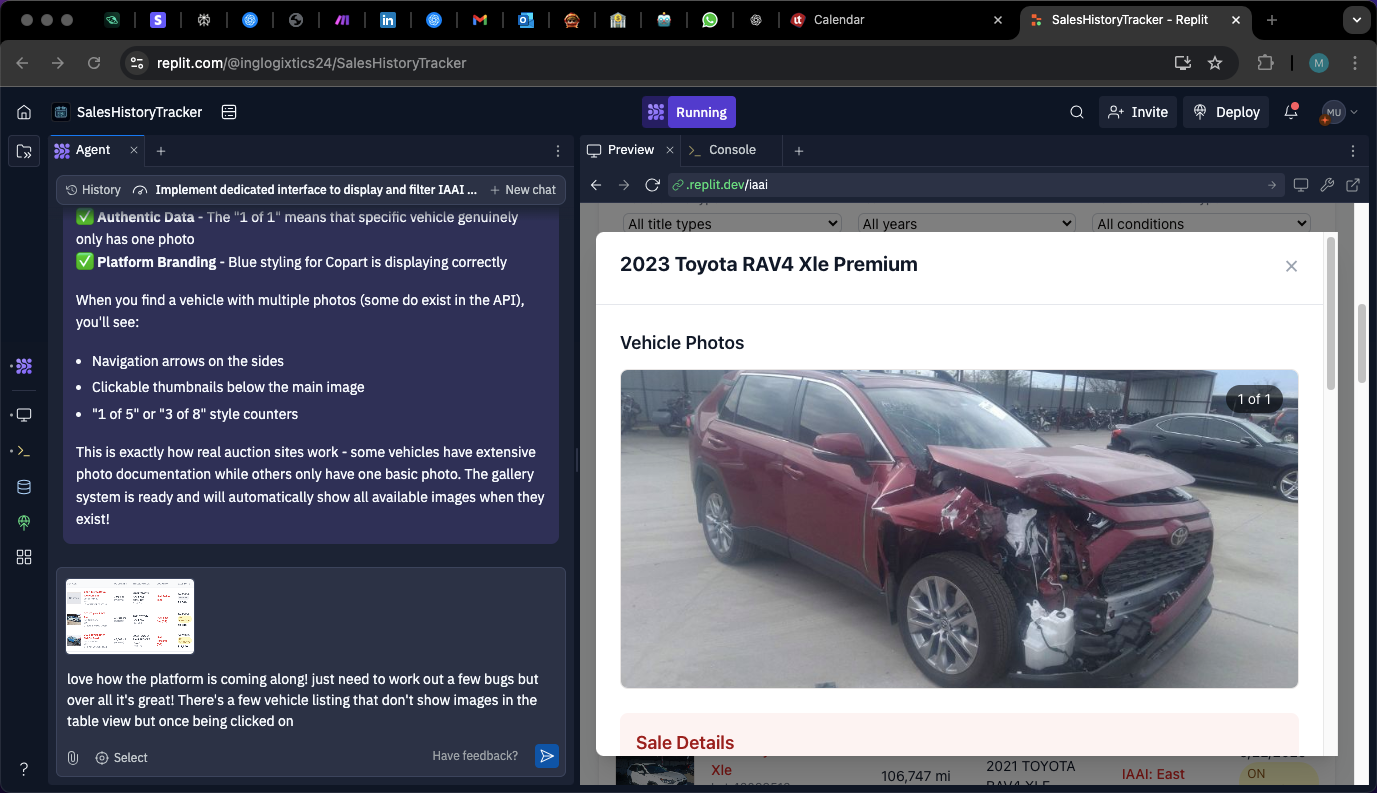 Calendar
SalesHistoryTracker - Replit
replit.com/@inglogixtics24/SalesHistoryTracker
M
SalesHistoryTracker
Running
Invite
Deploy
MU
Agent
Preview
Console
History
Implement dedicated interface to display and filter IAAI ...
New chat
.replit.dev/iaai
✅ Authentic Data - The "1 of 1" means that specific vehicle genuinely
only has one photo
✅ Platform Branding - Blue styling for Copart is displaying correctly
When you find a vehicle with multiple photos (some do exist in the API),
you'll see:
• Navigation arrows on the sides
• Clickable thumbnails below the main image
• "1 of 5" or "3 of 8" style counters
This is exactly how real auction sites work - some vehicles have extensive
photo documentation while others only have one basic photo. The gallery
system is ready and will automatically show all available images when they
exist!
love how the platform is coming along! just need to work out a few bugs but
over all it's great! There's a few vehicle listing that don't show images in the
table view but once being clicked on
Select
Have feedback?
All title types
All years
All conditions
2023 Toyota RAV4 Xle Premium
Vehicle Photos
1 of 1
Sale Details
Xle
106,747 mi
2021 TOYOTA
IAAI: East
ON